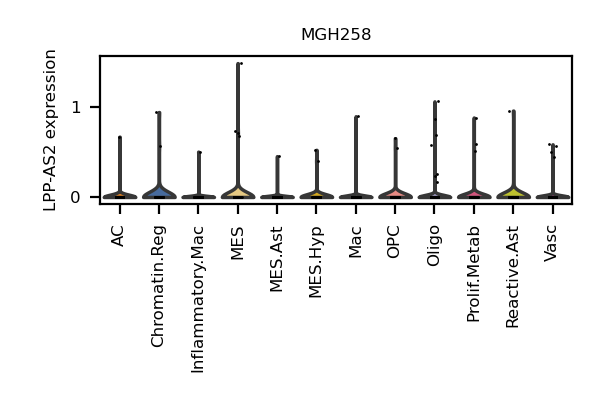 MGH258
LPP-AS2 expression
1
0
AC
Chromatin.Reg
Inflammatory.Mac
MES
MES.Ast
MES.Hyp
Mac
OPC
Oligo
Prolif.Metab
Reactive.Ast
Vasc